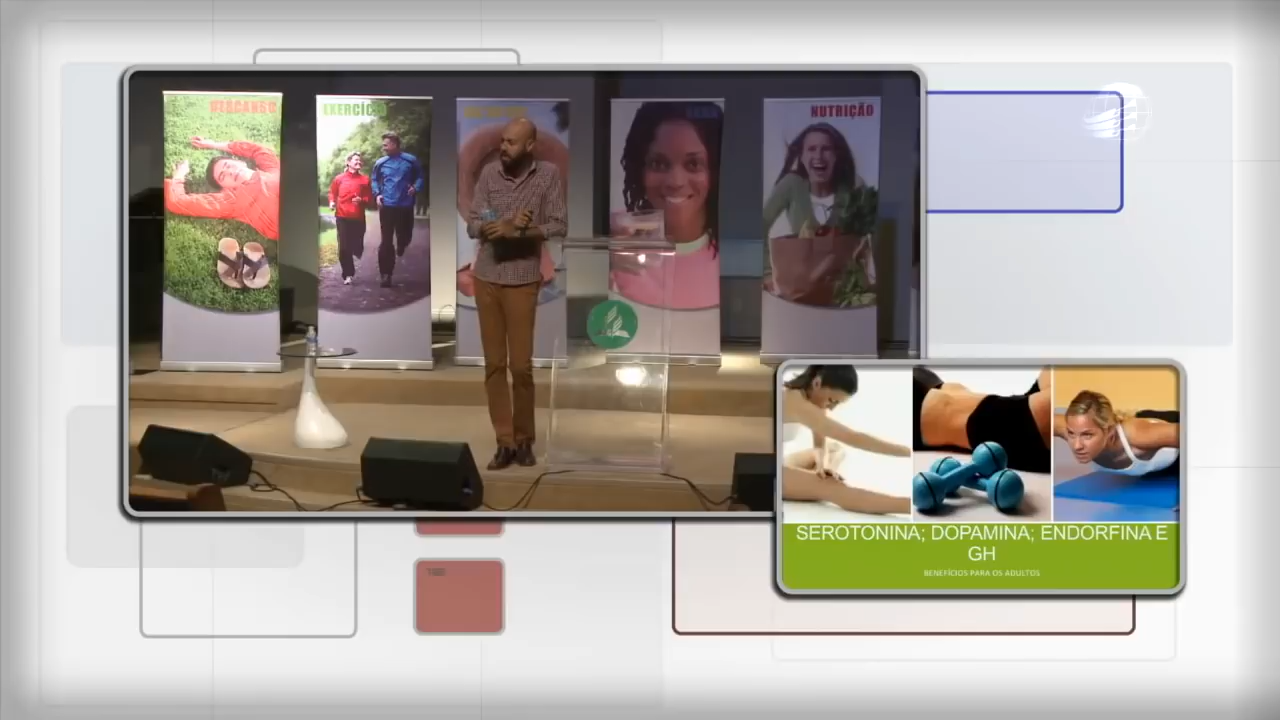 DESCANSO
EXERCÍCIO
NUTRIÇÃO
SEROTONINA; DOPAMINA; ENDORFINA E
GH
BENEFÍCIOS PARA OS ADULTOS